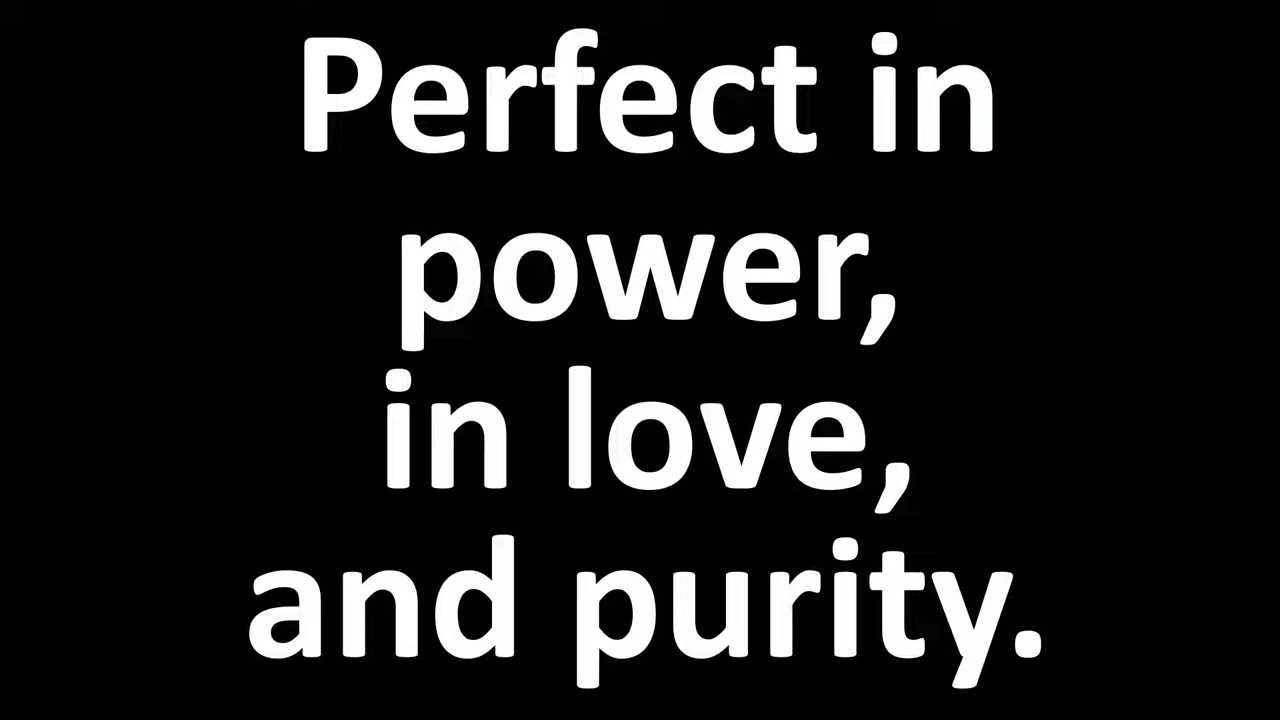 Perfect in
power,
in love,
and purity.